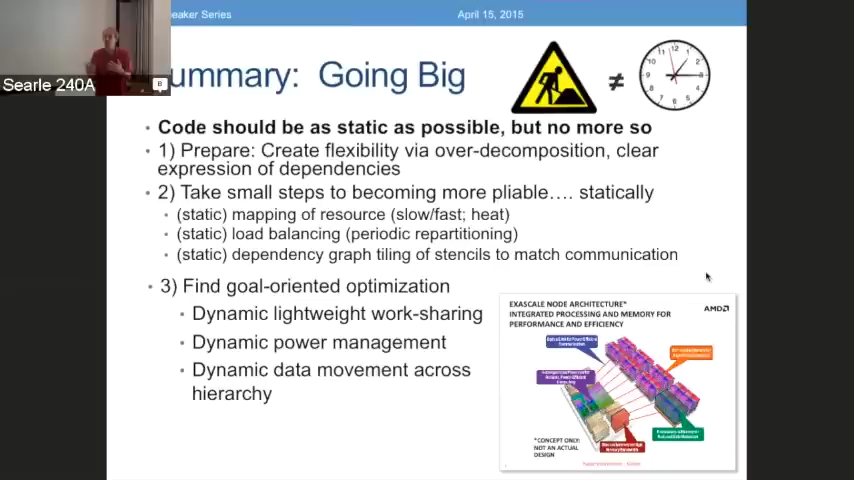 eaker Series
April 15, 2015
Searle 240A
ummary: Going Big
≠
12
3
Code should be as static as possible, but no more so
1) Prepare: Create flexibility via over-decomposition, clear
expression of dependencies
2) Take small steps to becoming more pliable…. statically
(static) mapping of resource (slow/fast; heat)
(static) load balancing (periodic repartitioning)
(static) dependency graph tiling of stencils to match communication
3) Find goal-oriented optimization
Dynamic lightweight work-sharing
Dynamic power management
Dynamic data movement across
hierarchy
EXASCALE NODE ARCHITECTURE*
INTEGRATED PROCESSING AND MEMORY FOR
PERFORMANCE AND EFFICIENCY
AMD
*CONCEPT ONLY:
NOT AN ACTUAL
DESIGN